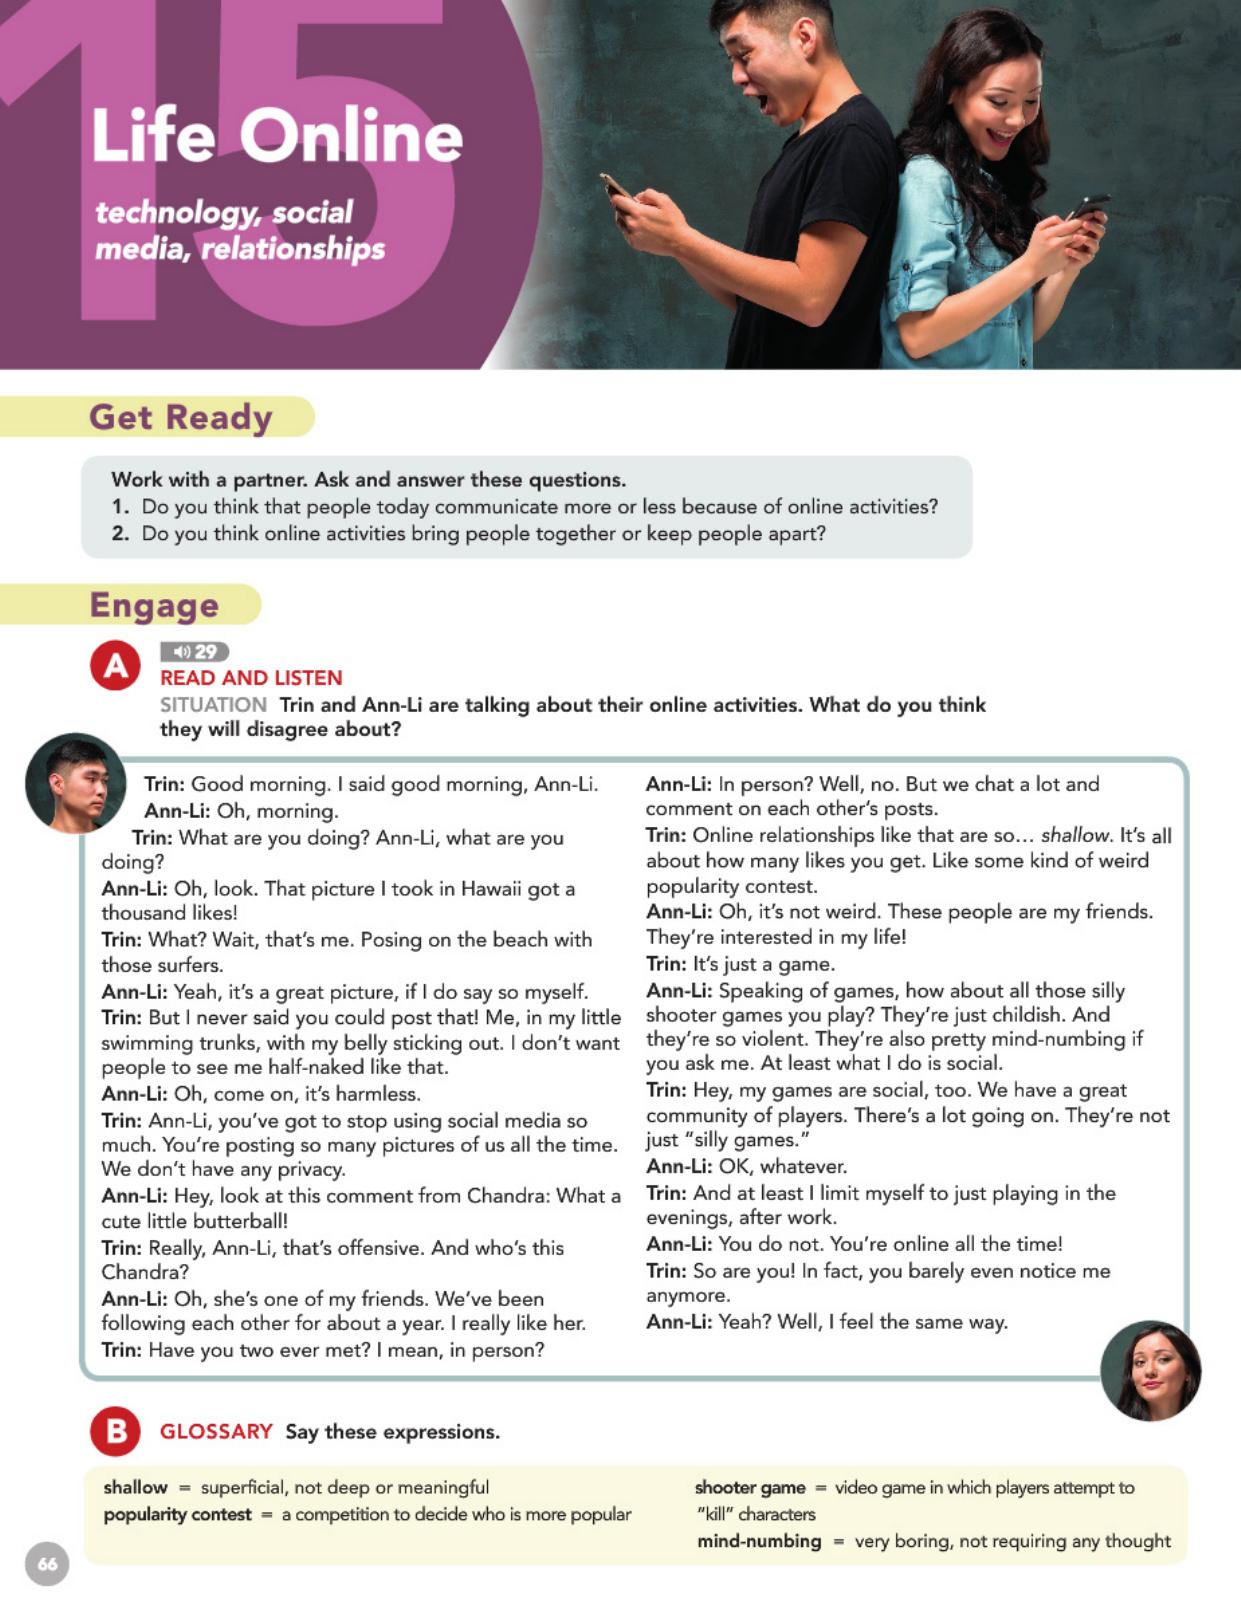 15
Life Online
technology, social
media, relationships
Get Ready
Work with a partner. Ask and answer these questions.
1. Do you think that people today communicate more or less because of online activities?
2. Do you think online activities bring people together or keep people apart?
Engage
A
29
READ AND LISTEN
SITUATION Trin and Ann-Li are talking about their online activities. What do you think
they will disagree about?
Trin: Good morning. I said good morning, Ann-Li.
Ann-Li: Oh, morning.
Trin: What are you doing? Ann-Li, what are you
doing?
Ann-Li: Oh, look. That picture I took in Hawaii got a
thousand likes!
Trin: What? Wait, that's me. Posing on the beach with
those surfers.
Ann-Li: Yeah, it's a great picture, if I do say so myself.
Trin: But I never said you could post that! Me, in my little
swimming trunks, with my belly sticking out. I don't want
people to see me half-naked like that.
Ann-Li: Oh, come on, it's harmless.
Trin: Ann-Li, you've got to stop using social media so
much. You're posting so many pictures of us all the time.
We don't have any privacy.
Ann-Li: Hey, look at this comment from Chandra: What a
cute little butterball!
Trin: Really, Ann-Li, that's offensive. And who's this
Chandra?
Ann-Li: Oh, she's one of my friends. We've been
following each other for about a year. I really like her.
Trin: Have you two ever met? I mean, in person?
Ann-Li: In person? Well, no. But we chat a lot and
comment on each other's posts.
Trin: Online relationships like that are so... shallow. It's all
about how many likes you get. Like some kind of weird
popularity contest.
Ann-Li: Oh, it's not weird. These people are my friends.
They're interested in my life!
Trin: It's just a game.
Ann-Li: Speaking of games, how about all those silly
shooter games you play? They're just childish. And
they're so violent. They're also pretty mind-numbing if
you ask me. At least what I do is social.
Trin: Hey, my games are social, too. We have a great
community of players. There's a lot going on. They're not
just "silly games."
Ann-Li: OK, whatever.
Trin: And at least I limit myself to just playing in the
evenings, after work.
Ann-Li: You do not. You're online all the time!
Trin: So are you! In fact, you barely even notice me
anymore.
Ann-Li: Yeah? Well, I feel the same way.
B
GLOSSARY Say these expressions.
shallow = superficial, not deep or meaningful
popularity contest = a competition to decide who is more popular
shooter game = video game in which players attempt to
"kill" characters
mind-numbing = very boring, not requiring any thought
66